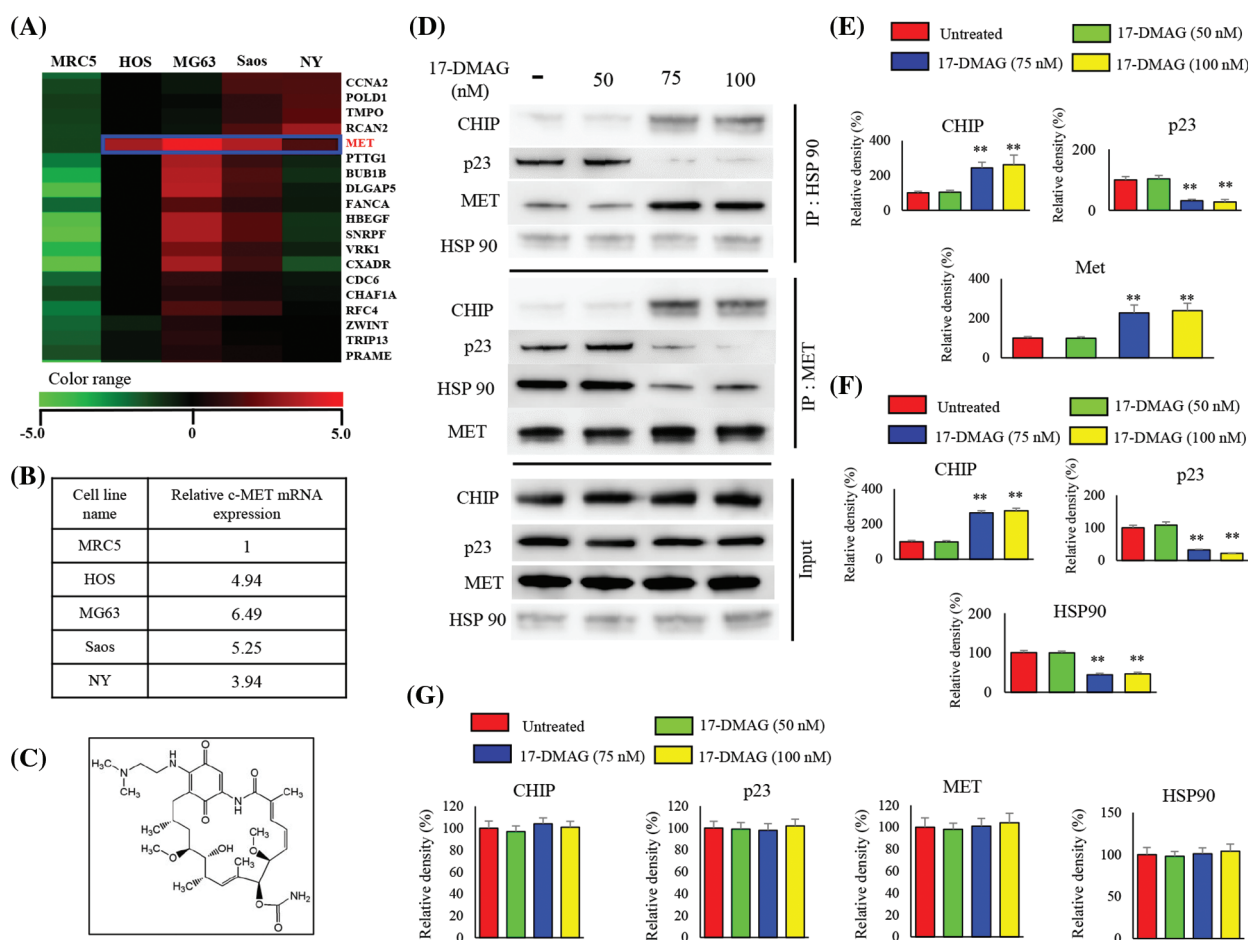 (A)
MRC5 HOS MG63 Saos NY
CCNA2
POLD1
TMPO
RCAN2
MET
PTTG1
BUB1B
DLGAP5
FANCA
HBEGF
SNRPF
VRK1
CXADR
CDC6
CHAF1A
RFC4
ZWINT
TRIP13
PRAME
Color range
-5.0 0 5.0
(B)
Cell line name Relative c-MET mRNA expression
MRC5 1
HOS 4.94
MG63 6.49
Saos 5.25
NY 3.94
(C)
H3C
N
CH3
H
N
O
O
HN
O
CH3
CH3
H3C
O
OH
H3C
O
CH3
CH3
O
NH2
O
(D)
17-DMAG (nM) - 50 75 100
CHIP
p23
MET
HSP 90
IP : HSP 90
CHIP
p23
HSP 90
MET
IP : MET
CHIP
p23
MET
HSP 90
Input
(E)
Untreated 17-DMAG (50 nM)
17-DMAG (75 nM) 17-DMAG (100 nM)
CHIP
Relative density (%)
400
200
0
** **
p23
Relative density (%)
200
100
0
** **
Met
Relative density (%)
400
200
0
** **
(F)
Untreated 17-DMAG (50 nM)
17-DMAG (75 nM) 17-DMAG (100 nM)
CHIP
Relative density (%)
400
200
0
** **
p23
Relative density (%)
200
100
0
** **
HSP90
Relative density (%)
200
100
0
** **
(G)
Untreated 17-DMAG (50 nM)
17-DMAG (75 nM) 17-DMAG (100 nM)
CHIP
Relative density (%)
120
100
80
60
40
20
0
p23
Relative density (%)
120
100
80
60
40
20
0
MET
Relative density (%)
120
100
80
60
40
20
0
HSP90
Relative density (%)
150
100
50
0